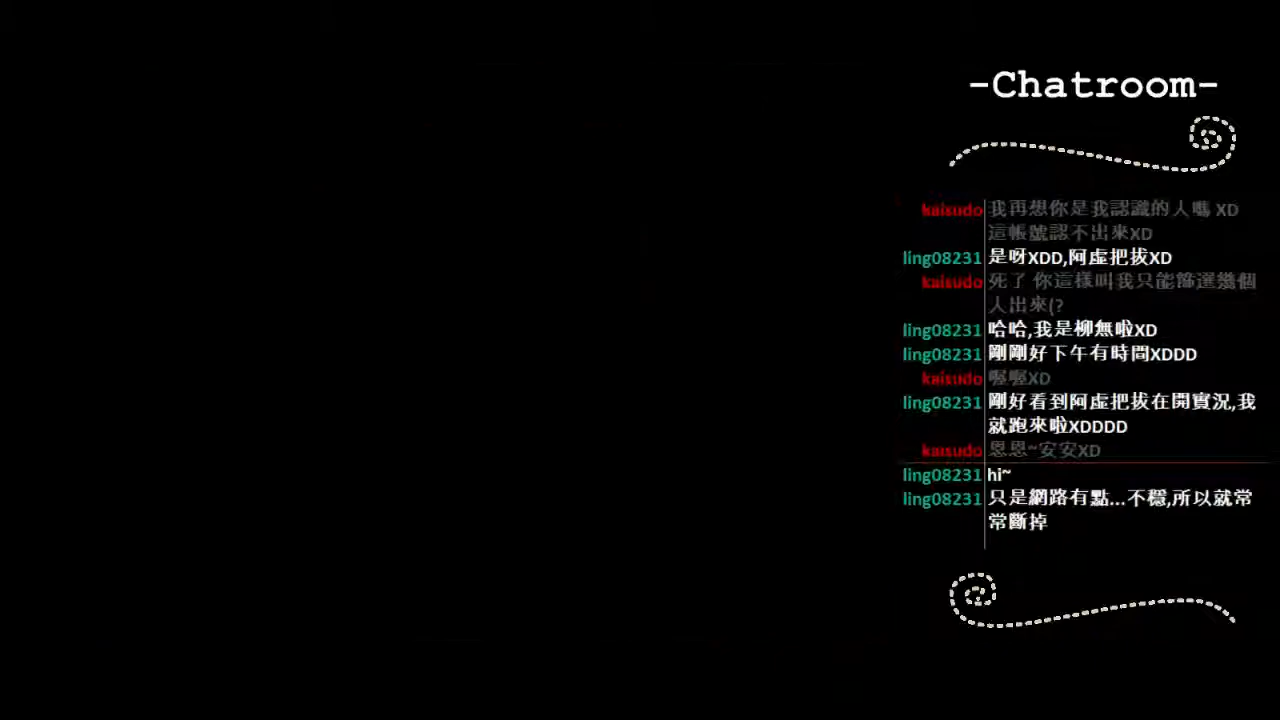 -Chatroom-
kaisudo 我再想你是我認識的人嗎 XD
這帳號認不出來XD
ling08231 是呀XDD,阿虛把拔XD
kaisudo 死了 你這樣叫我只能篩選幾個
人出來(?
ling08231 哈哈,我是柳無啦XD
ling08231 剛剛好下午有時間XDDD
kaisudo 喔喔XD
ling08231 剛好看到阿虛把拔在開實況,我
就跑來啦XDDDD
kaisudo 恩恩~安安XD
ling08231 hi~
ling08231 只是網路有點...不穩,所以就常
常斷掉